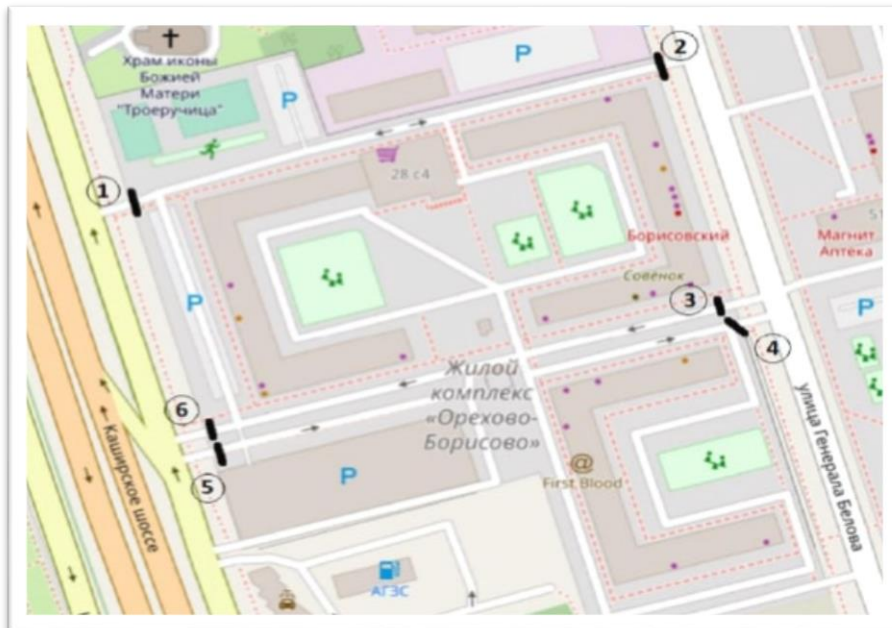 Храм иконы
Божией
Матери
"Троеручица"
P
P
2
28 с4
1
Борисовский
Магнит
Аптека
Совёнок
3
P
P
4
Жилой
комплекс
«Орехово-
Борисово»
6
5
P
@
First Blood
Каширское шоссе
улица Генерала Белова
АГЗС